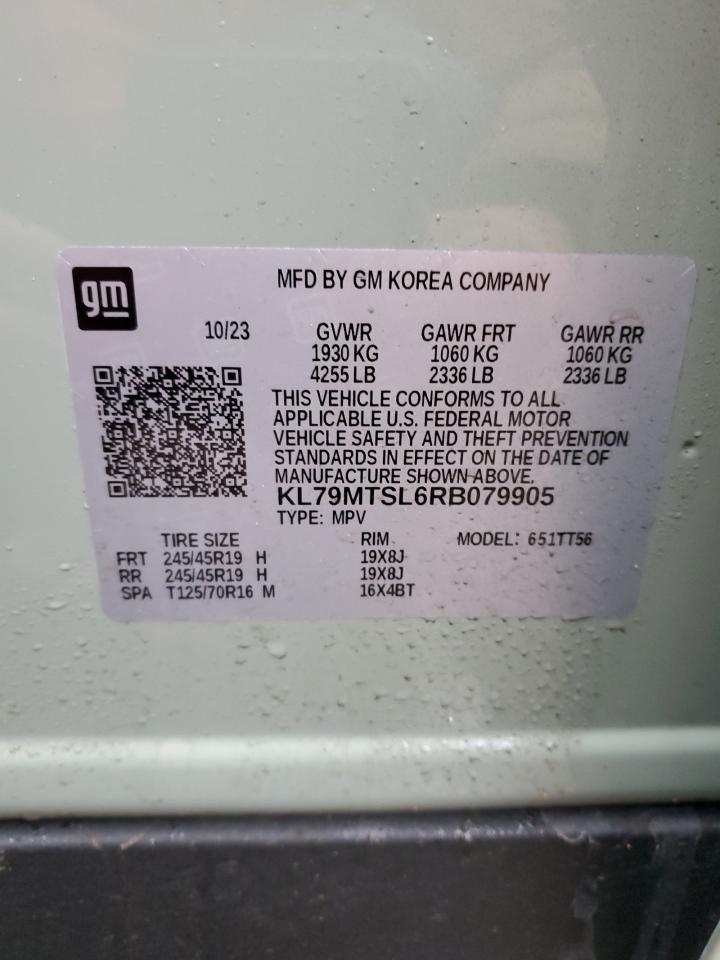 gm
MFD BY GM KOREA COMPANY
10/23 GVWR GAWR FRT GAWR RR
1930 KG 1060 KG 1060 KG
4255 LB 2336 LB 2336 LB
THIS VEHICLE CONFORMS TO ALL
APPLICABLE U.S. FEDERAL MOTOR
VEHICLE SAFETY AND THEFT PREVENTION
STANDARDS IN EFFECT ON THE DATE OF
MANUFACTURE SHOWN ABOVE.
KL79MTSL6RB079905
TYPE: MPV
TIRE SIZE RIM MODEL: 651TT56
FRT 245/45R19 H 19X8J
RR 245/45R19 H 19X8J
SPA T125/70R16 M 16X4BT